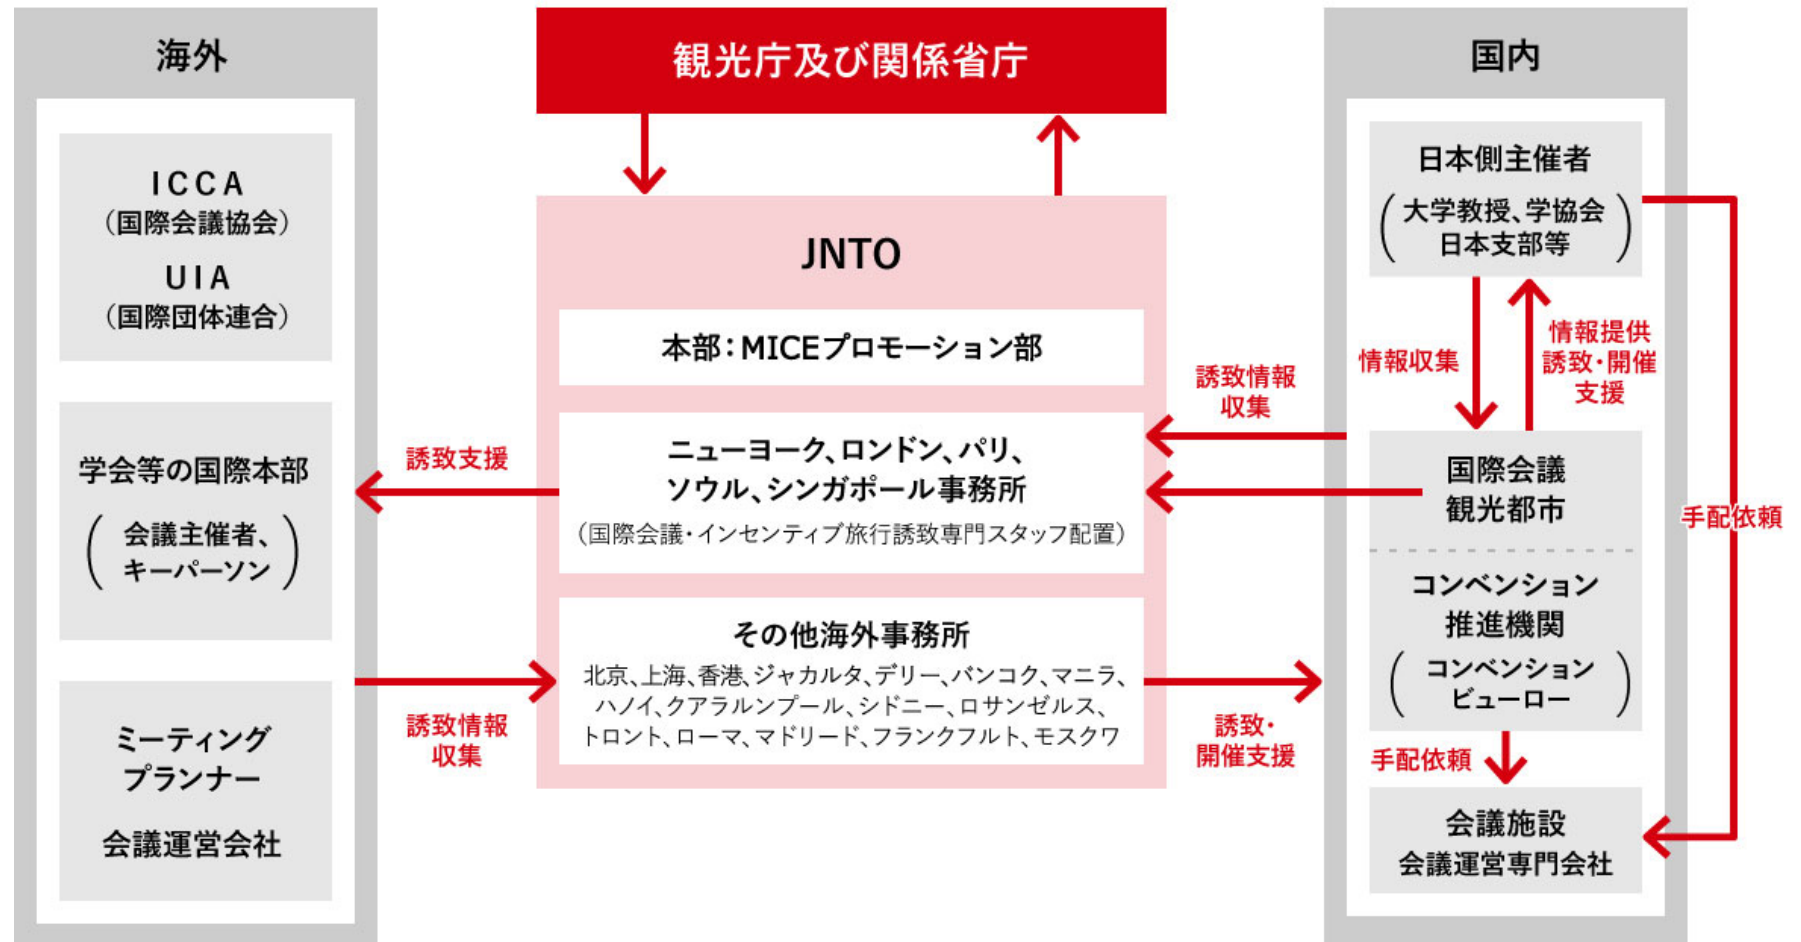 海外
ICCA
（国際会議協会）
UIA
（国際団体連合）
学会等の国際本部
（会議主催者、
キーパーソン）
ミーティング
プランナー
会議運営会社
誘致支援
誘致情報
収集
観光庁及び関係省庁
JNTO
本部：MICEプロモーション部
ニューヨーク、ロンドン、パリ、
ソウル、シンガポール事務所
（国際会議・インセンティブ旅行誘致専門スタッフ配置）
その他海外事務所
北京、上海、香港、ジャカルタ、デリー、バンコク、マニラ、
ハノイ、クアラルンプール、シドニー、ロサンゼルス、
トロント、ローマ、マドリード、フランクフルト、モスクワ
誘致情報
収集
誘致・
開催支援
国内
日本側主催者
（大学教授、学協会
日本支部等）
情報収集
情報提供
誘致・開催
支援
国際会議
観光都市
コンベンション
推進機関
（コンベンション
ビューロー）
手配依頼
会議施設
会議運営専門会社
手配依頼